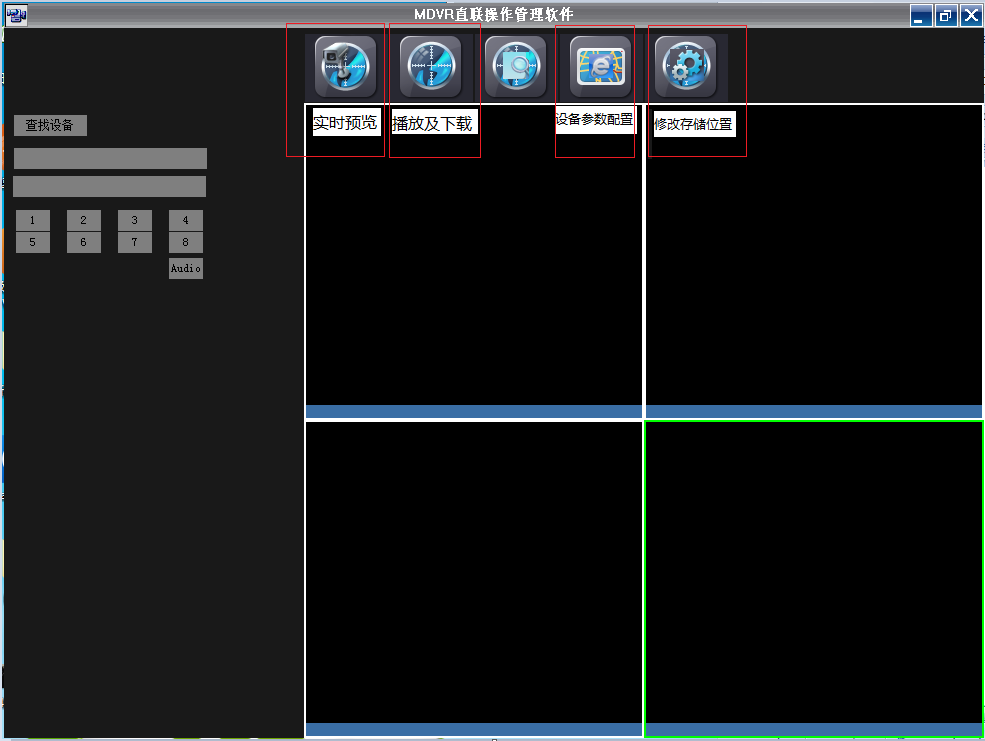 MDVR直联操作管理软件
实时预览
播放及下载
设备参数配置
修改存储位置
查找设备
1 2 3 4
5 6 7 8
Audio